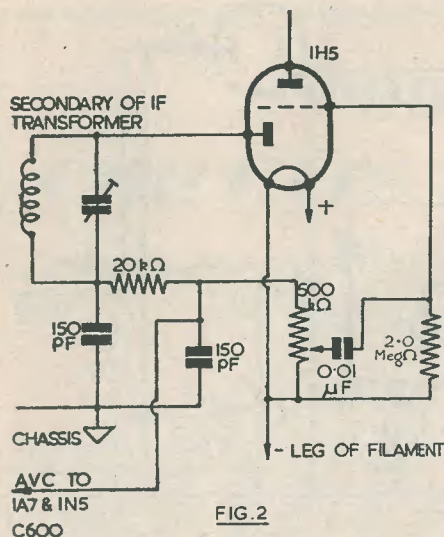 1H5
SECONDARY OF IF
TRANSFORMER
+
20 kΩ
500
kΩ
150
PF
150
PF
0·01
μF
2·0
MegΩ
CHASSIS
- LEG OF FILAMENT
AVC TO
1A7 & 1N5
C600
FIG.2